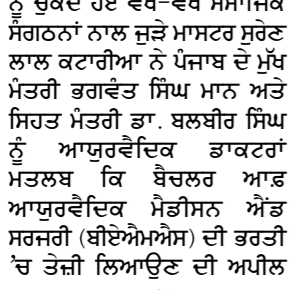 ਨੂੰ ਚੁੱਕਦੇ ਹੋਏ ਵੱਖ-ਵੱਖ ਸਮਾਜਿਕ
ਸੰਗਠਨਾਂ ਨਾਲ ਜੁੜੇ ਮਾਸਟਰ ਸੁਰੇਣ
ਲਾਲ ਕਟਾਰੀਆ ਨੇ ਪੰਜਾਬ ਦੇ ਮੁੱਖ
ਮੰਤਰੀ ਭਗਵੰਤ ਸਿੰਘ ਮਾਨ ਅਤੇ
ਸਿਹਤ ਮੰਤਰੀ ਡਾ. ਬਲਬੀਰ ਸਿੰਘ
ਨੂੰ ਆਯੁਰਵੈਦਿਕ ਡਾਕਟਰਾਂ
ਮਤਲਬ ਕਿ ਬੈਚਲਰ ਆਫ਼
ਆਯੁਰਵੈਦਿਕ ਮੈਡੀਸਨ ਐਂਡ
ਸਰਜਰੀ (ਬੀਏਐਮਐਸ) ਦੀ ਭਰਤੀ
’ਚ ਤੇਜ਼ੀ ਲਿਆਉਣ ਦੀ ਅਪੀਲ